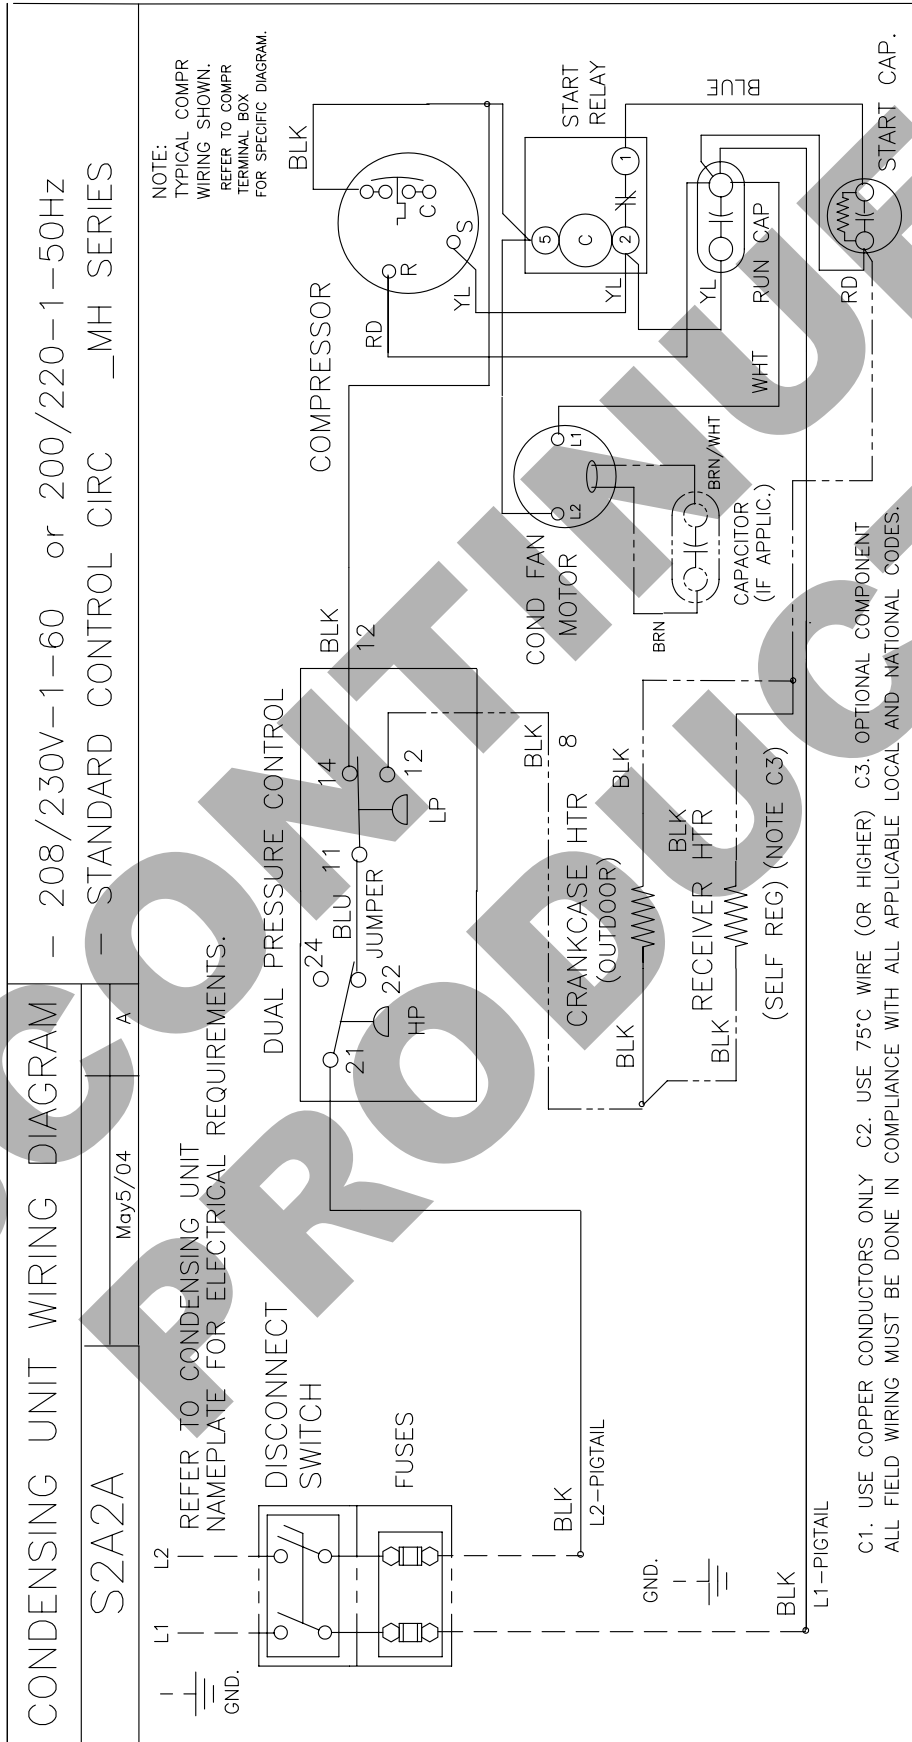 CONDENSING UNIT WIRING DIAGRAM
– 208/230V–1–60 or 200/220–1–50Hz
S2A2A
May5/04
A
– STANDARD CONTROL CIRC _MH SERIES
REFER TO CONDENSING UNIT
NAMEPLATE FOR ELECTRICAL REQUIREMENTS.
NOTE:
TYPICAL COMPR
WIRING SHOWN.
REFER TO COMPR
TERMINAL BOX
FOR SPECIFIC DIAGRAM.
GND.
L1
L2
DISCONNECT
SWITCH
FUSES
BLK
L2–PIGTAIL
GND.
BLK
L1–PIGTAIL
DUAL PRESSURE CONTROL
21
24
22
HP
BLU
JUMPER
11
14
12
LP
BLK
12
BLK
8
CRANKCASE HTR
(OUTDOOR)
BLK
BLK
RECEIVER HTR
BLK
BLK
(SELF REG) (NOTE C3)
COMPRESSOR
BLK
C
R
S
RD
YL
START
RELAY
5
C
2
1
YL
BLUE
YL
RUN CAP
WHT
RD
START CAP.
COND FAN
MOTOR
L2
L1
BRN
BRN/WHT
CAPACITOR
(IF APPLIC.)
C1. USE COPPER CONDUCTORS ONLY C2. USE 75°C WIRE (OR HIGHER) C3. OPTIONAL COMPONENT
ALL FIELD WIRING MUST BE DONE IN COMPLIANCE WITH ALL APPLICABLE LOCAL AND NATIONAL CODES.
PRODUCT